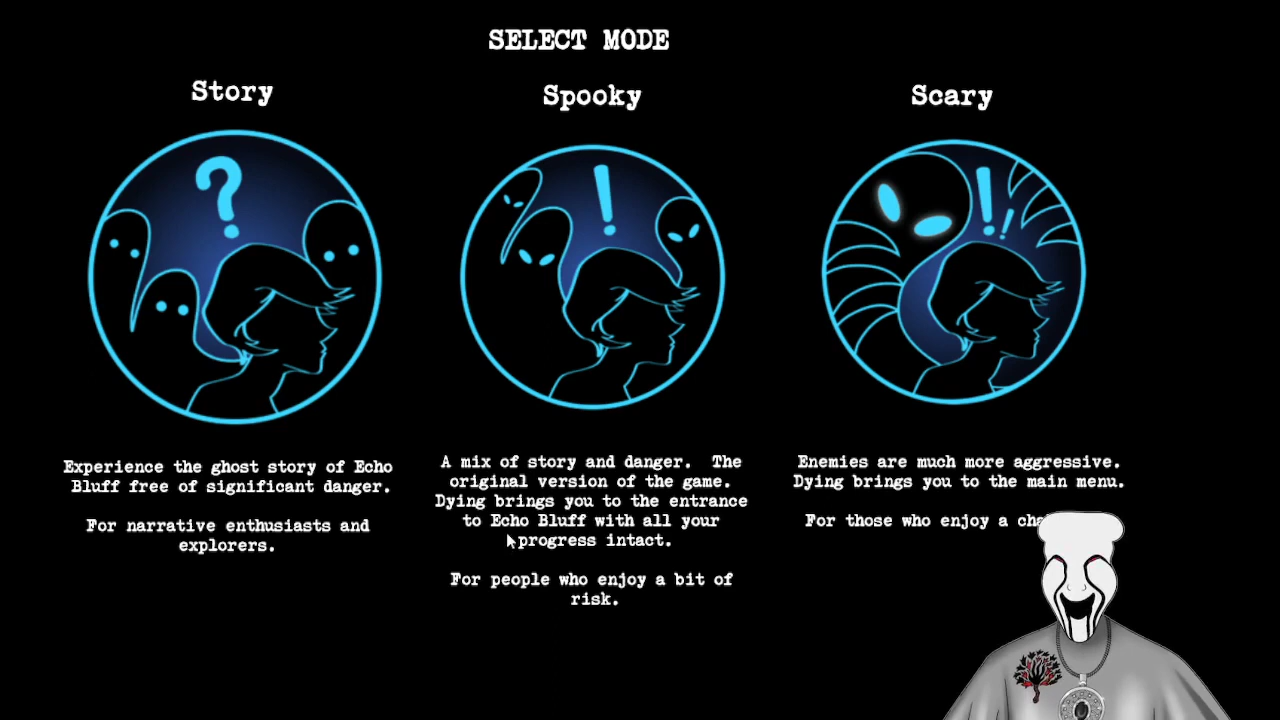 SELECT MODE
Story
Experience the ghost story of Echo
Bluff free of significant danger.
For narrative enthusiasts and
explorers.
Spooky
A mix of story and danger. The
original version of the game.
Dying brings you to the entrance
to Echo Bluff with all your
progress intact.
For people who enjoy a bit of
risk.
Scary
Enemies are much more aggressive.
Dying brings you to the main menu.
For those who enjoy a